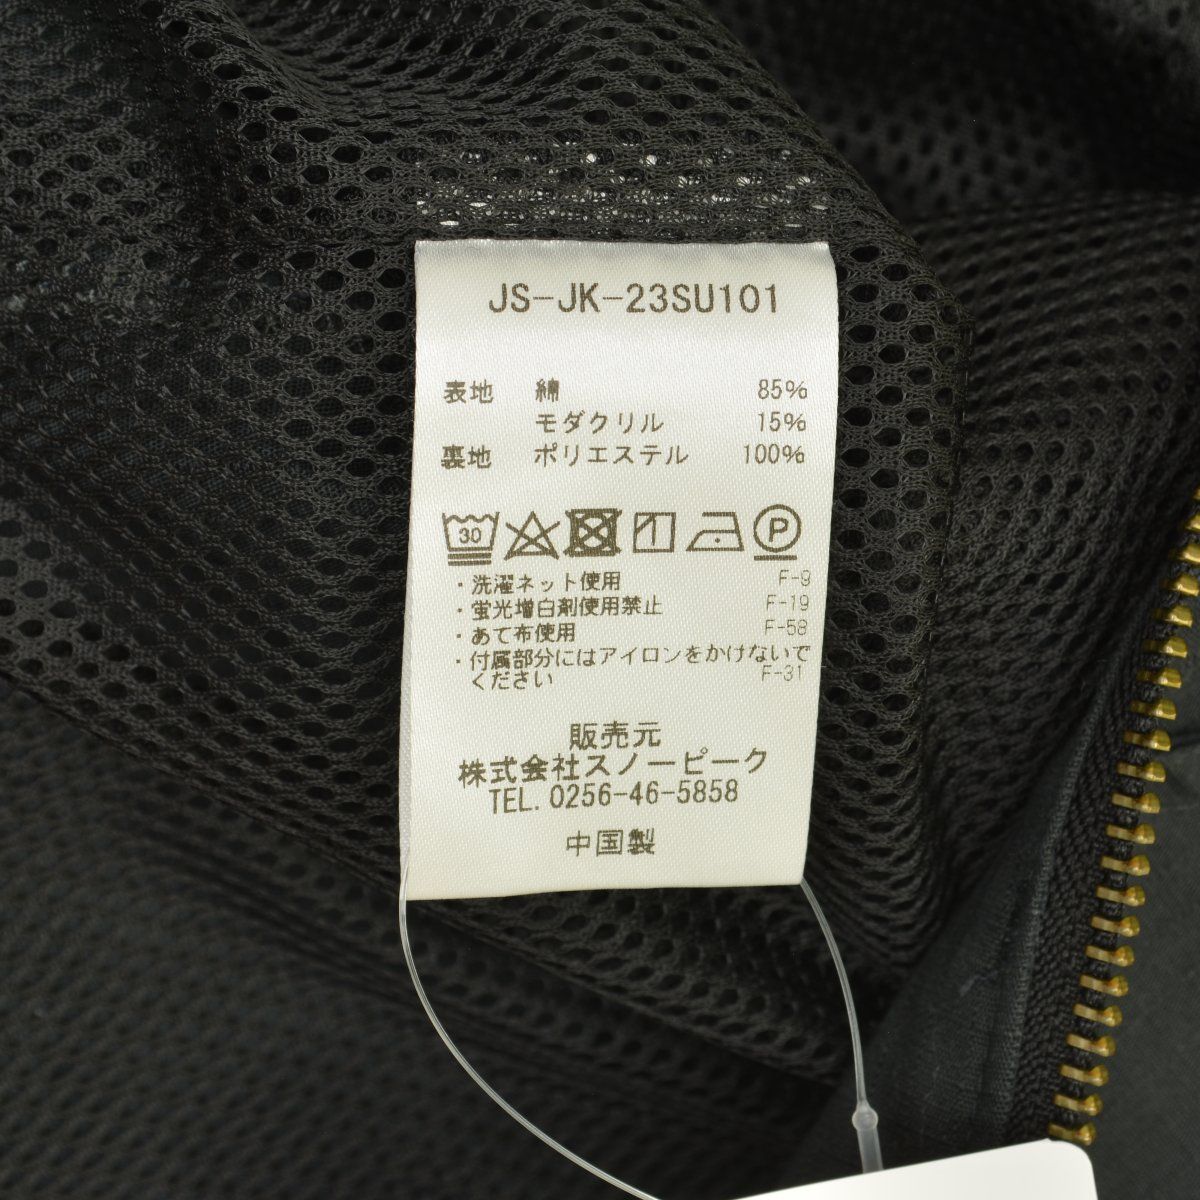 JS-JK-23SU101
表地 綿 85%
モダクリル 15%
裏地 ポリエステル 100%
30 P
・洗濯ネット使用 F-9
・蛍光増白剤使用禁止 F-19
・あて布使用 F-58
・付属部分にはアイロンをかけないで
ください F-31
販売元
株式会社スノーピーク
TEL. 0256-46-5858
中国製